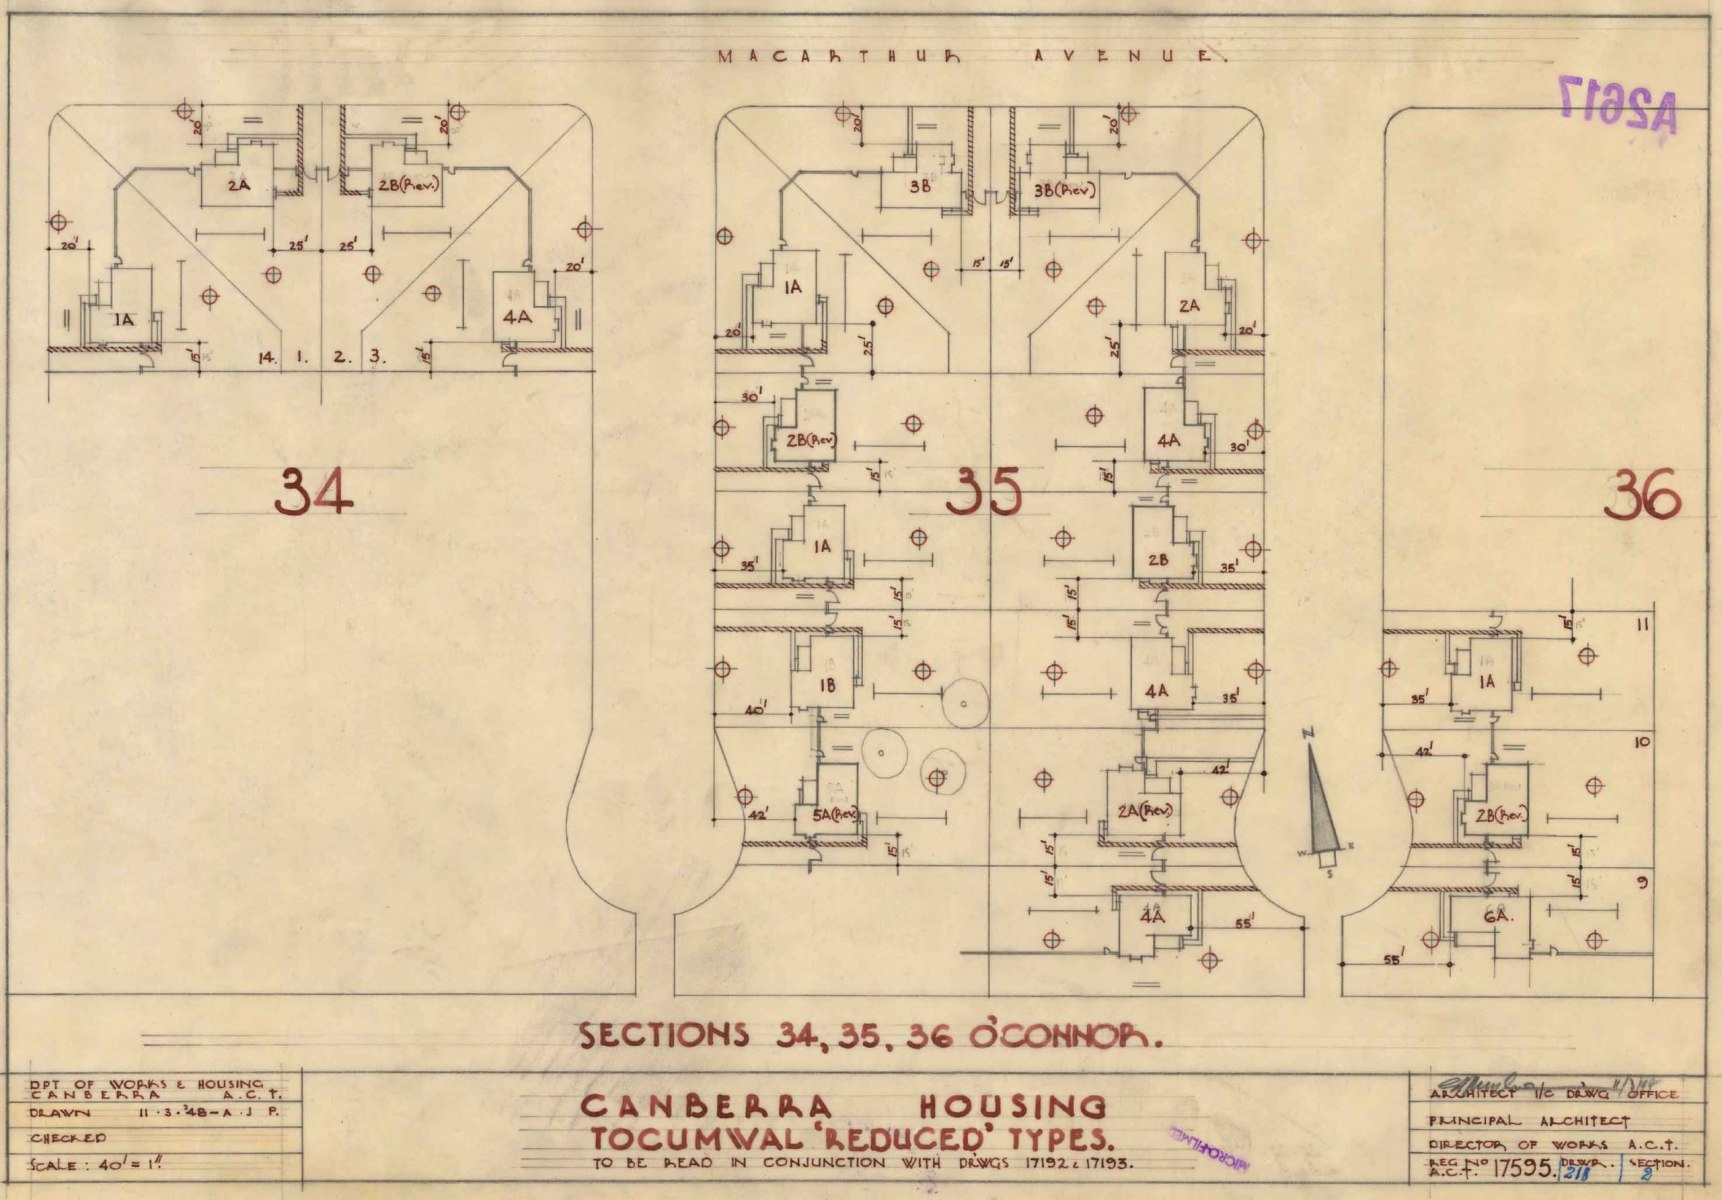 MACARTHUR AVENUE.
A2617
20' 20' 20' 20'
2A 2B(Rev.) 3B 3B(Rev)
20' 25' 25' 20' 15' 15'
1A 4A 1A 2A
20' 20'
15' 14. 1. 2. 3. 15' 25' 25'
30' 2B(Rev) 4A 30'
15' 15'
34 35 36
35' 1A 2B 35'
15' 15'
15' 15' 15' 11
1B 4A 1A
40' 35' 35'
42' 42' 10
42' 5A(Rev.) 2A(Rev.) 2B(Rev.)
15' 15' 15'
15' 15' 9
4A 55' 6A.
55'
N
W E
S
SECTIONS 34, 35, 36 O'CONNOR.
DPT OF WORKS & HOUSING
CANBERRA A.C.T.
DRAWN 11·3·'48-A.J.P.
CHECKED
SCALE: 40' = 1".
CANBERRA HOUSING
TOCUMWAL 'REDUCED' TYPES.
TO BE READ IN CONJUNCTION WITH DRWGS 17192 & 17193.
MICROFILMED
ARCHITECT I/C DRWG OFFICE
PRINCIPAL ARCHITECT
DIRECTOR OF WORKS A.C.T.
REG NO A.C.T. 17595. DRWR. 218 SECTION. 2